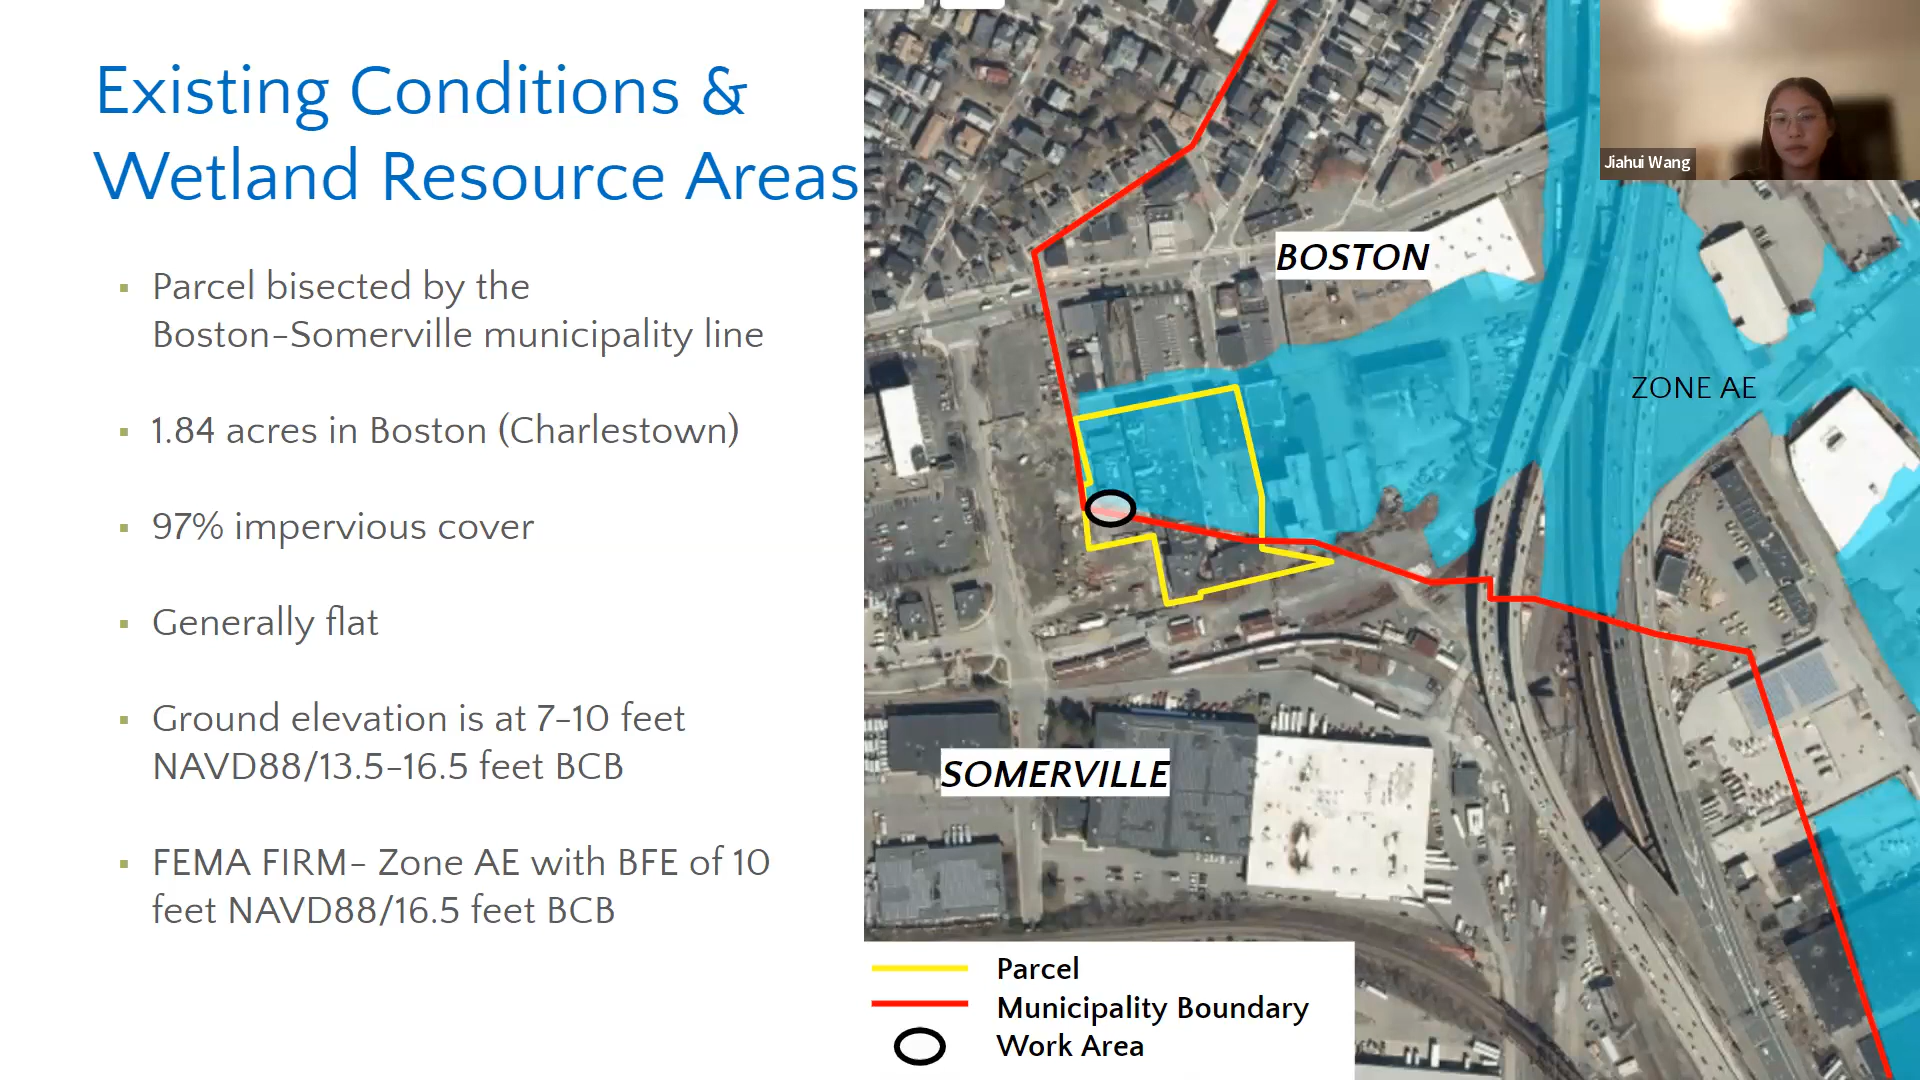 Existing Conditions &
Wetland Resource Areas
Parcel bisected by the
Boston-Somerville municipality line
1.84 acres in Boston (Charlestown)
97% impervious cover
Generally flat
Ground elevation is at 7-10 feet
NAVD88/13.5-16.5 feet BCB
FEMA FIRM- Zone AE with BFE of 10
feet NAVD88/16.5 feet BCB
BOSTON
ZONE AE
SOMERVILLE
Parcel
Municipality Boundary
Work Area
Jiahui Wang